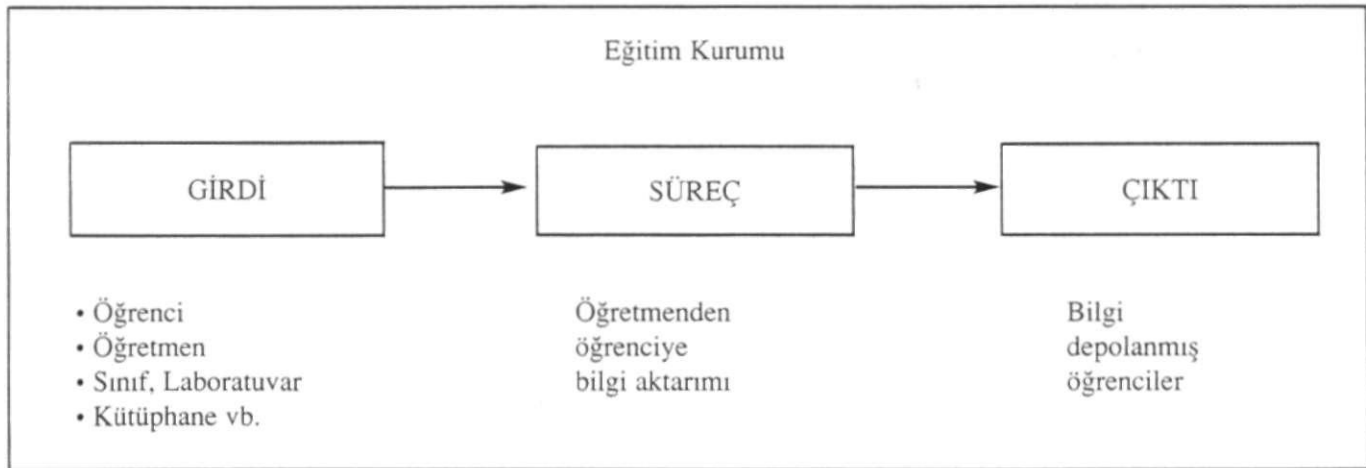 Eğitim Kurumu
GİRDİ
SÜREÇ
ÇIKTI
• Öğrenci
• Öğretmen
• Sınıf, Laboratuvar
• Kütüphane vb.
Öğretmenden
öğrenciye
bilgi aktarımı
Bilgi
depolanmış
öğrenciler